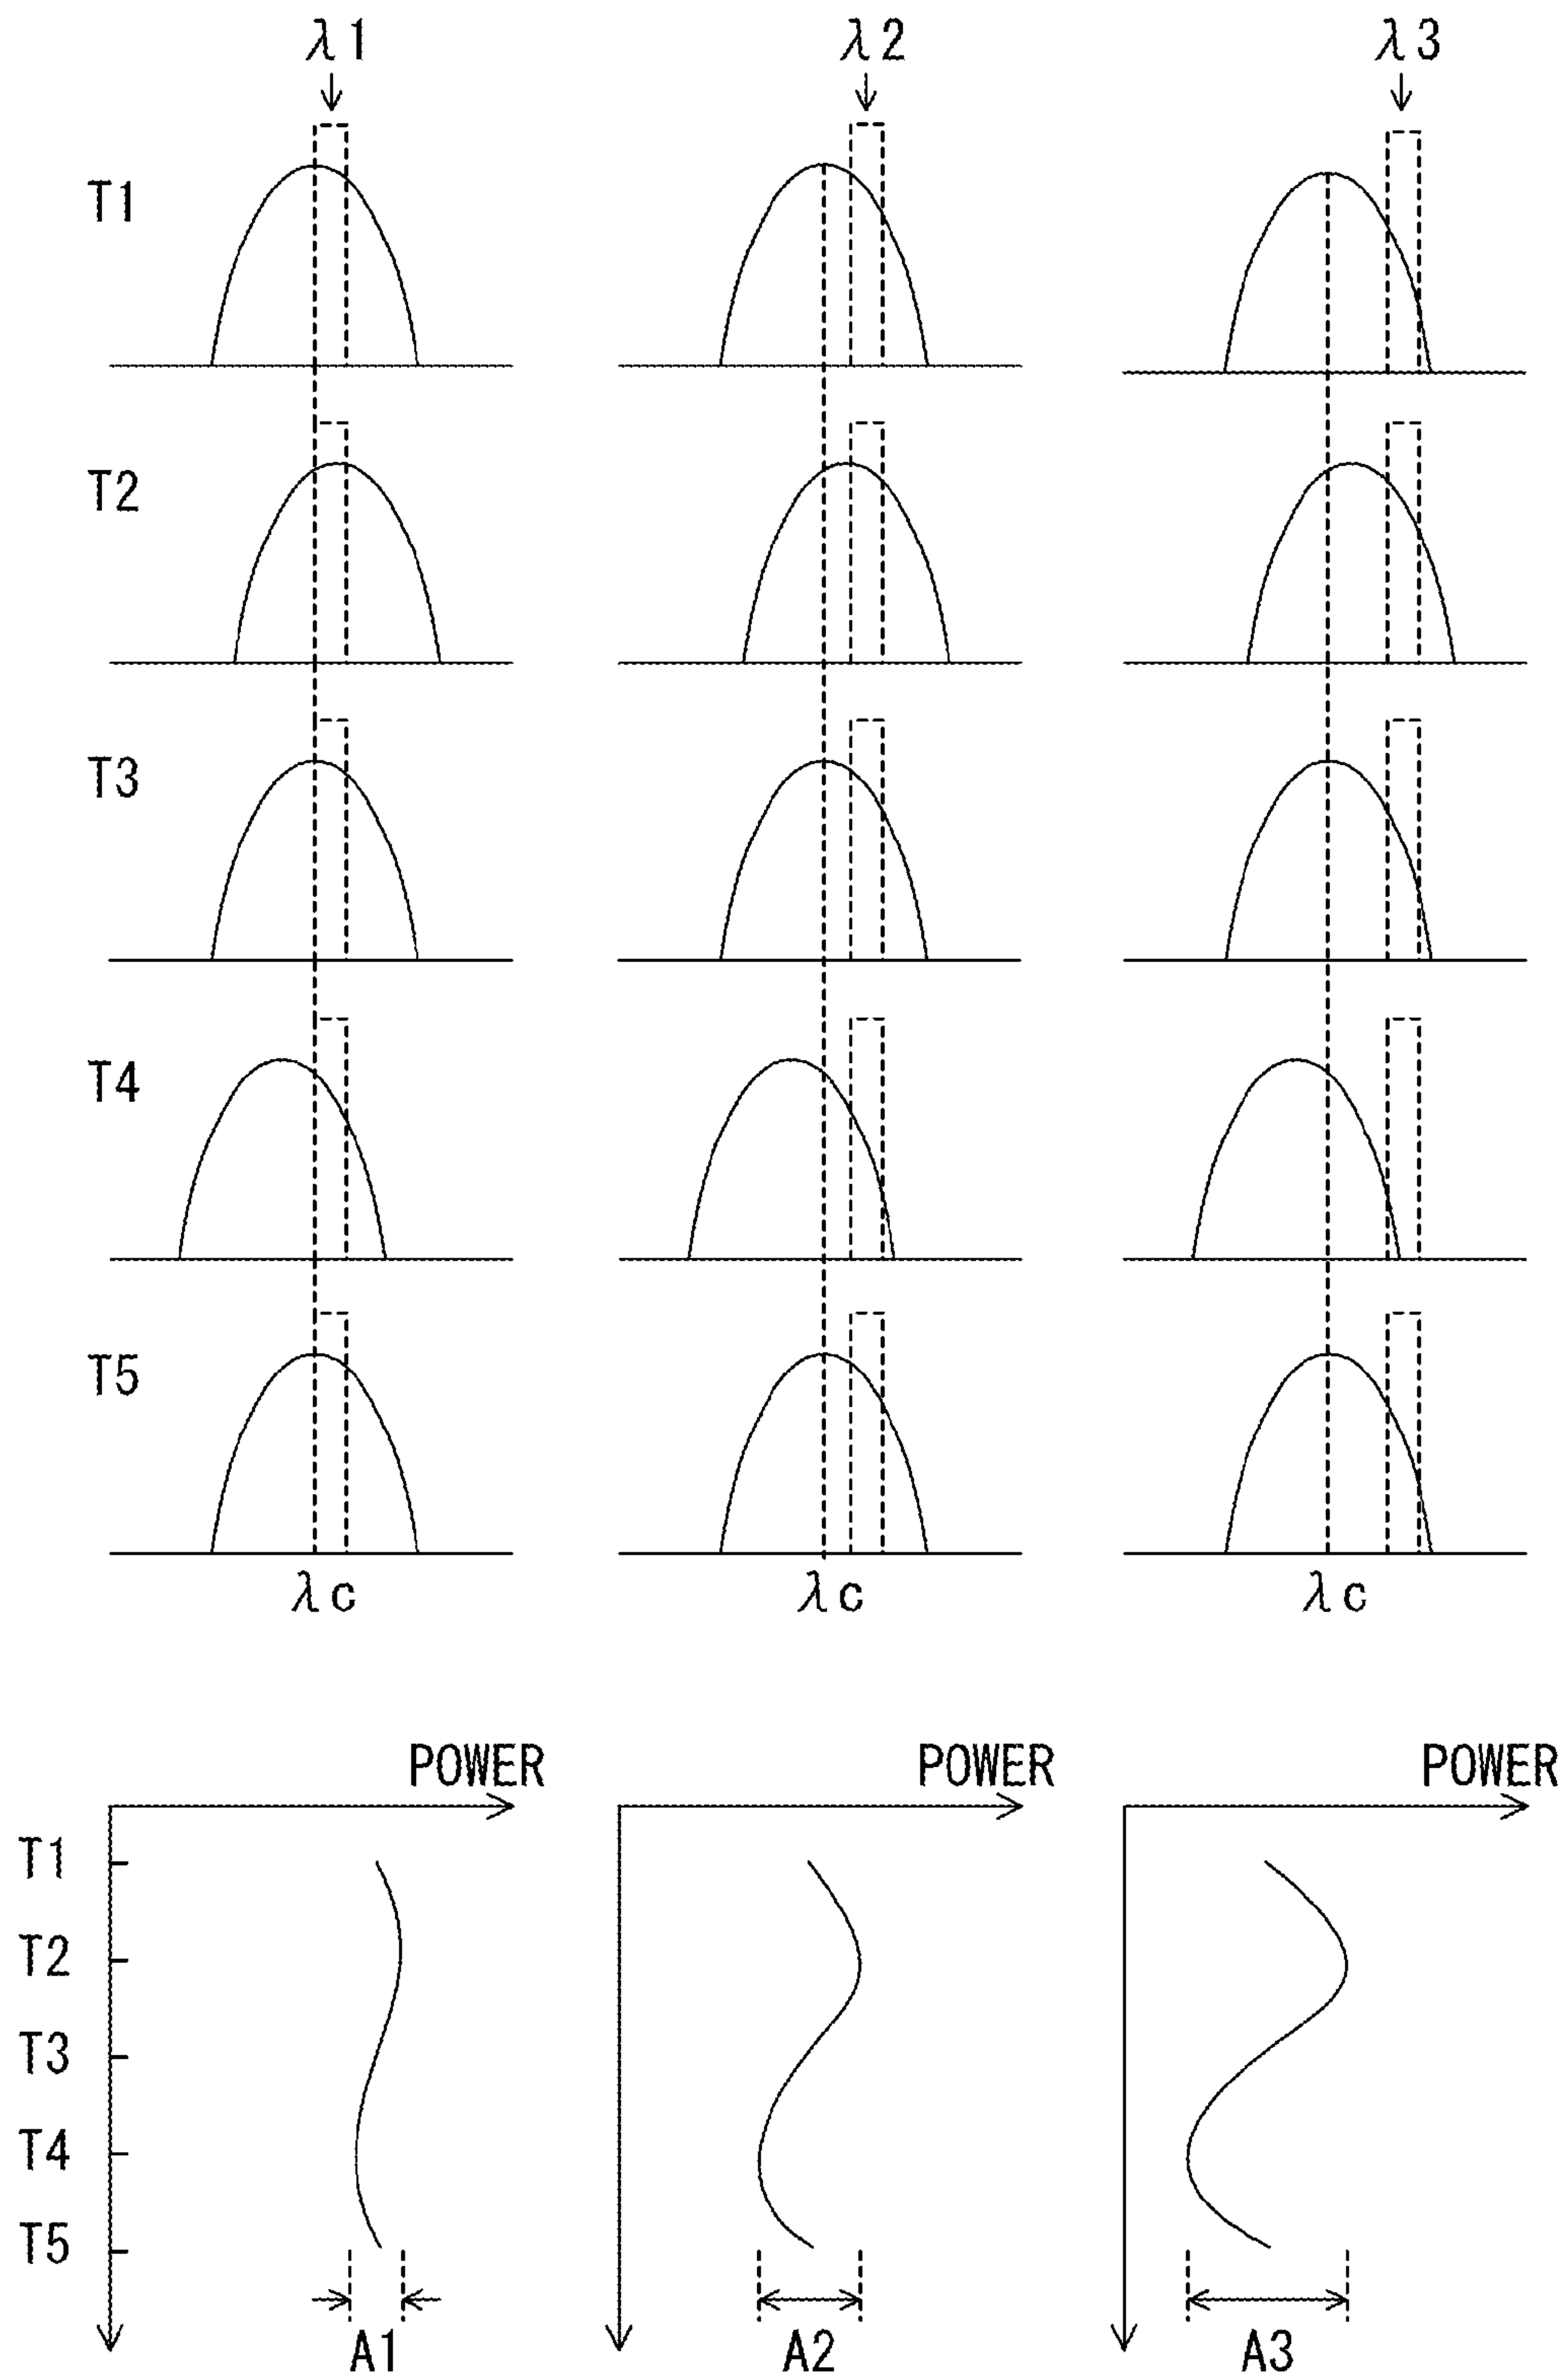 λ1 λ2 λ3
T1
T2
T3
T4
T5
λc λc λc
POWER POWER POWER
T1
T2
T3
T4
T5
A1 A2 A3